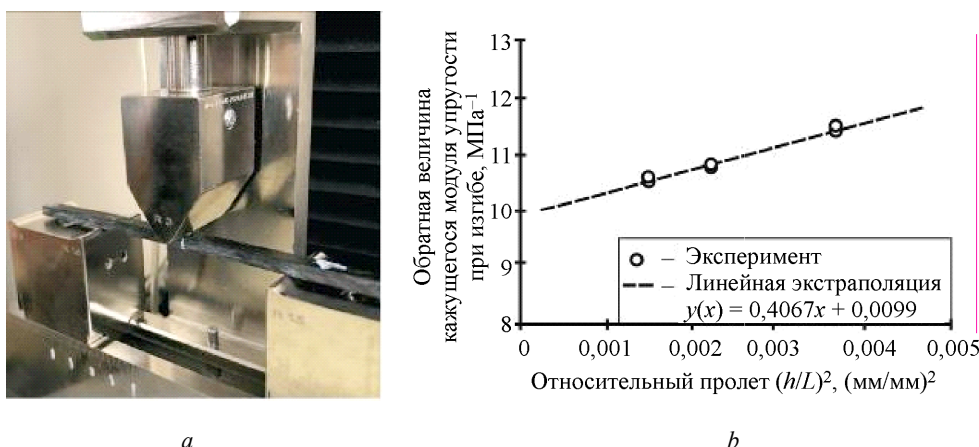 Обратная величина
кажущегося модуля упругости
при изгибе, МПа⁻¹
13
12
11
10
9
8
0
0,001
0,002
0,003
0,004
0,005
– Эксперимент
– Линейная экстраполяция
y(x) = 0,4067x + 0,0099
Относительный пролет (h/L)², (мм/мм)²
a
b